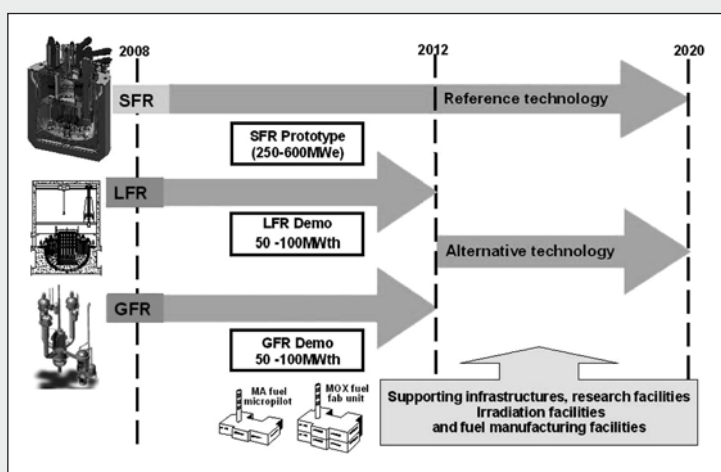 2008
2012
2020
SFR
Reference technology
SFR Prototype
(250-600MWe)
LFR
LFR Demo
50 -100MWth
Alternative technology
GFR
GFR Demo
50 -100MWth
MA fuel
micropilot
MOX fuel
fab unit
Supporting infrastructures, research facilities
Irradiation facilities
and fuel manufacturing facilities